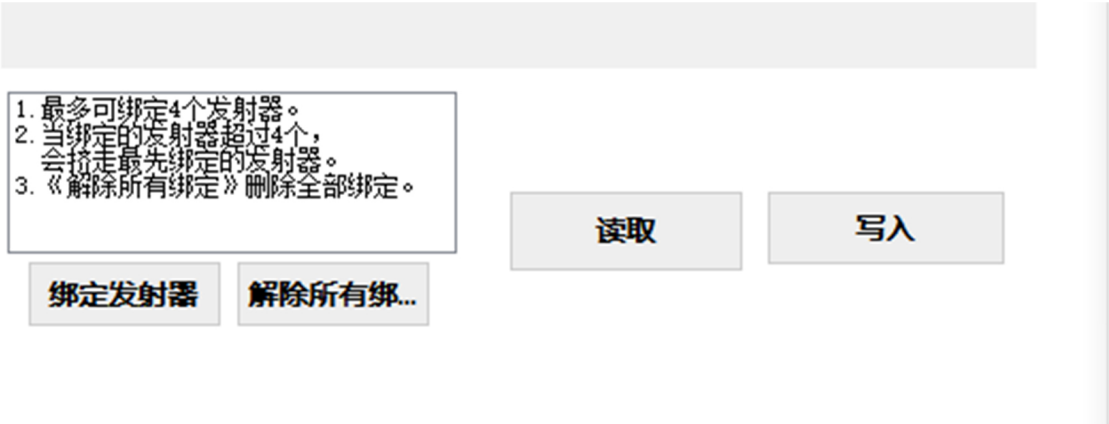 1.最多可绑定4个发射器。
2.当绑定的发射器超过4个，
会挤走最先绑定的发射器。
3.《解除所有绑定》删除全部绑定。
读取
写入
绑定发射器
解除所有绑...